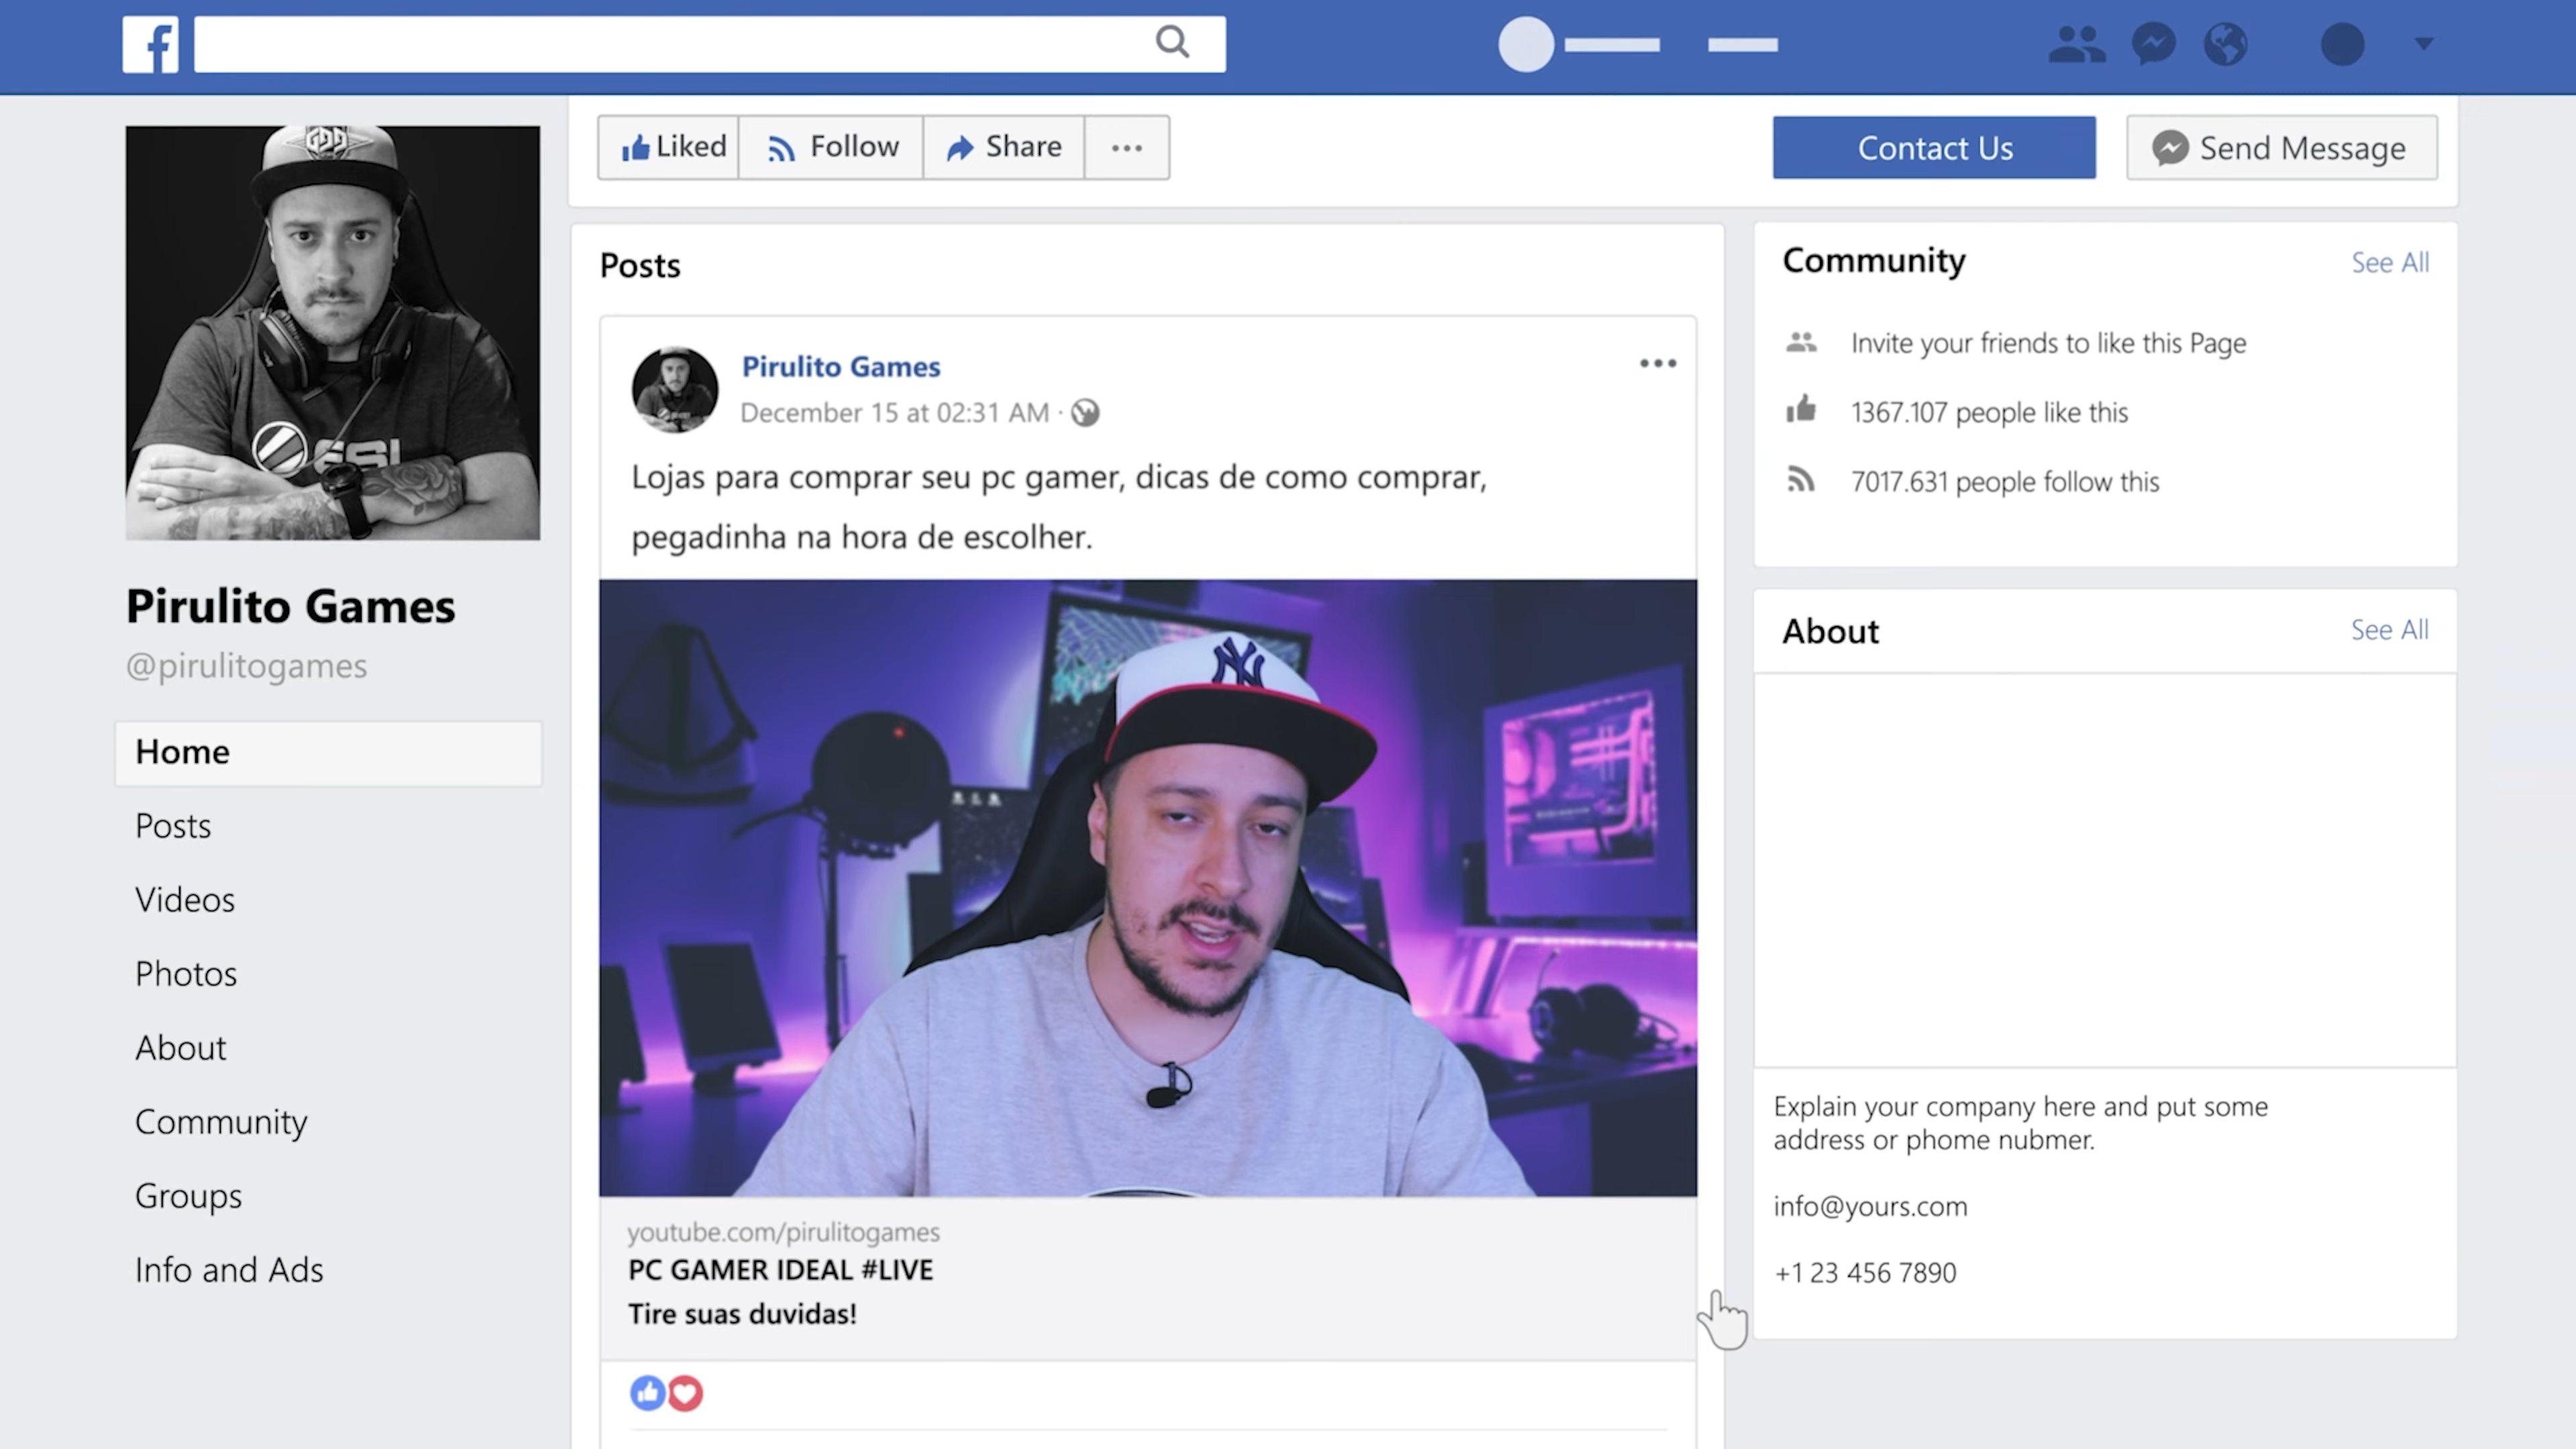 f
Liked
Follow
Share
Contact Us
Send Message
Pirulito Games
@pirulitogames
Home
Posts
Videos
Photos
About
Community
Groups
Info and Ads
Posts
Pirulito Games
December 15 at 02:31 AM ·
Lojas para comprar seu pc gamer, dicas de como comprar,
pegadinha na hora de escolher.
NY
youtube.com/pirulitogames
PC GAMER IDEAL #LIVE
Tire suas duvidas!
Community
See All
Invite your friends to like this Page
1367.107 people like this
7017.631 people follow this
About
See All
Explain your company here and put some
address or phome nubmer.
info@yours.com
+1 23 456 7890